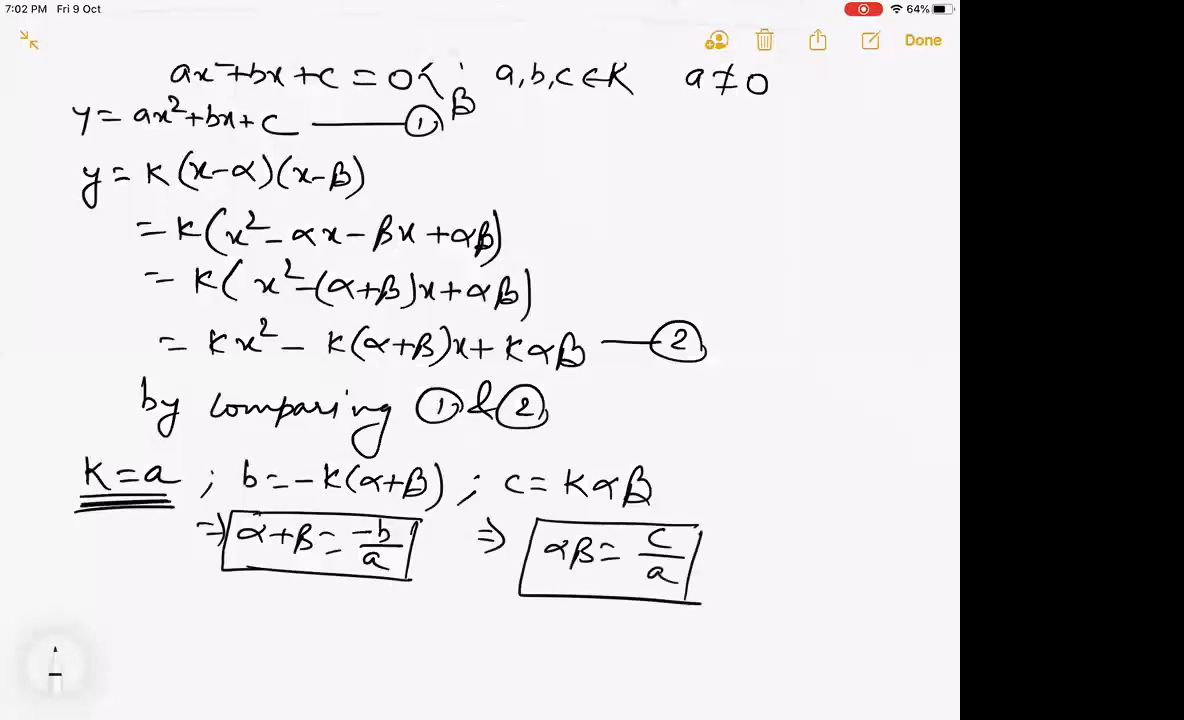 7:02 PM Fri 9 Oct 64%
Done
ax²+bx+c=0< ; a,b,c∈K a≠0
β
y=ax²+bx+c ——①
y=K(x-α)(x-β)
=K(x²-αx-βx+αβ)
=K(x²-(α+β)x+αβ)
=Kx²-K(α+β)x+Kαβ ——②
by comparing ①&②
K=a ; b=-K(α+β) ; c=Kαβ
⇒ α+β=-b/a ⇒ αβ=c/a